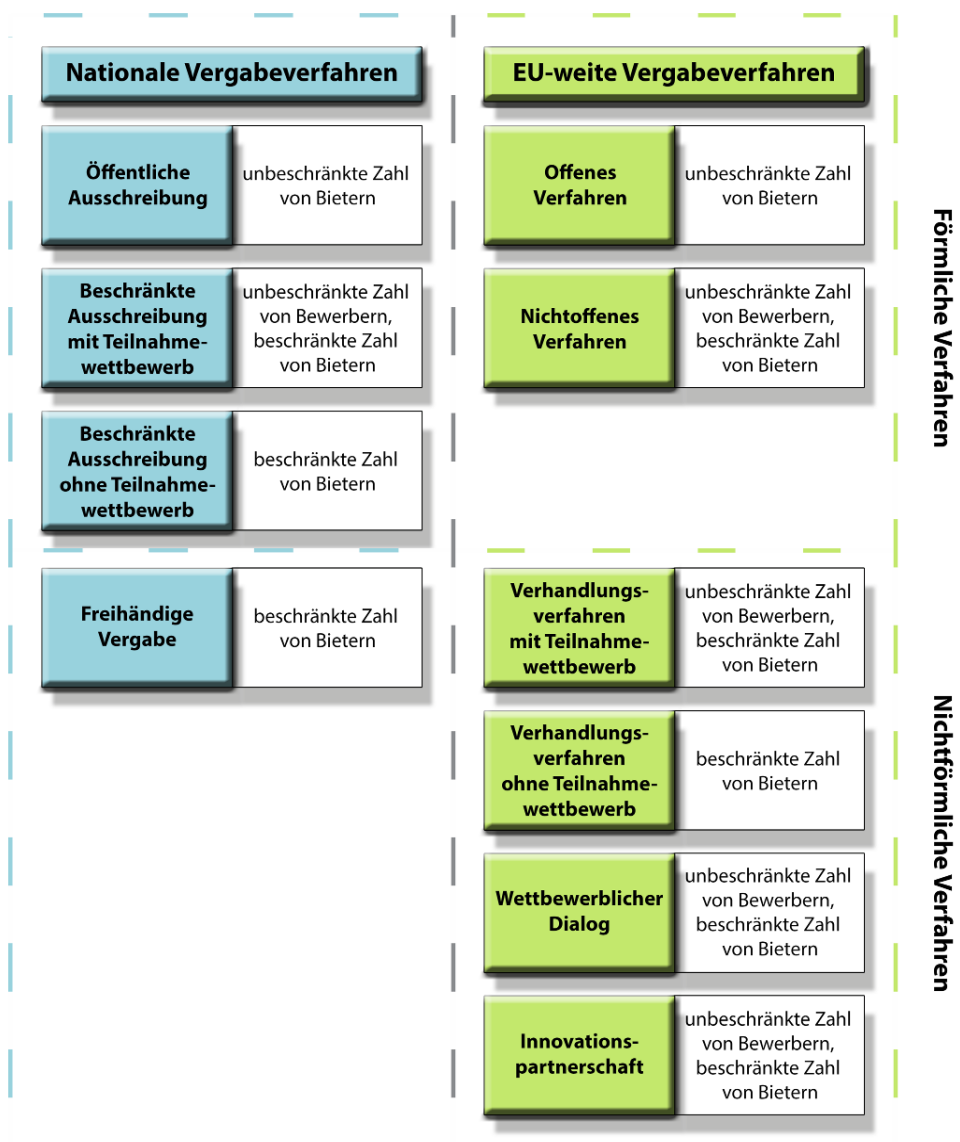 Nationale Vergabeverfahren
Öffentliche
Ausschreibung
unbeschränkte Zahl
von Bietern
Beschränkte
Ausschreibung
mit Teilnahme-
wettbewerb
unbeschränkte Zahl
von Bewerbern,
beschränkte Zahl
von Bietern
Beschränkte
Ausschreibung
ohne Teilnahme-
wettbewerb
beschränkte Zahl
von Bietern
Freihändige
Vergabe
beschränkte Zahl
von Bietern
EU-weite Vergabeverfahren
Offenes
Verfahren
unbeschränkte Zahl
von Bietern
Nichtoffenes
Verfahren
unbeschränkte Zahl
von Bewerbern,
beschränkte Zahl
von Bietern
Verhandlungs-
verfahren
mit Teilnahme-
wettbewerb
unbeschränkte Zahl
von Bewerbern,
beschränkte Zahl
von Bietern
Verhandlungs-
verfahren
ohne Teilnahme-
wettbewerb
beschränkte Zahl
von Bietern
Wettbewerblicher
Dialog
unbeschränkte Zahl
von Bewerbern,
beschränkte Zahl
von Bietern
Innovations-
partnerschaft
unbeschränkte Zahl
von Bewerbern,
beschränkte Zahl
von Bietern
Förmliche Verfahren
Nichtförmliche Verfahren